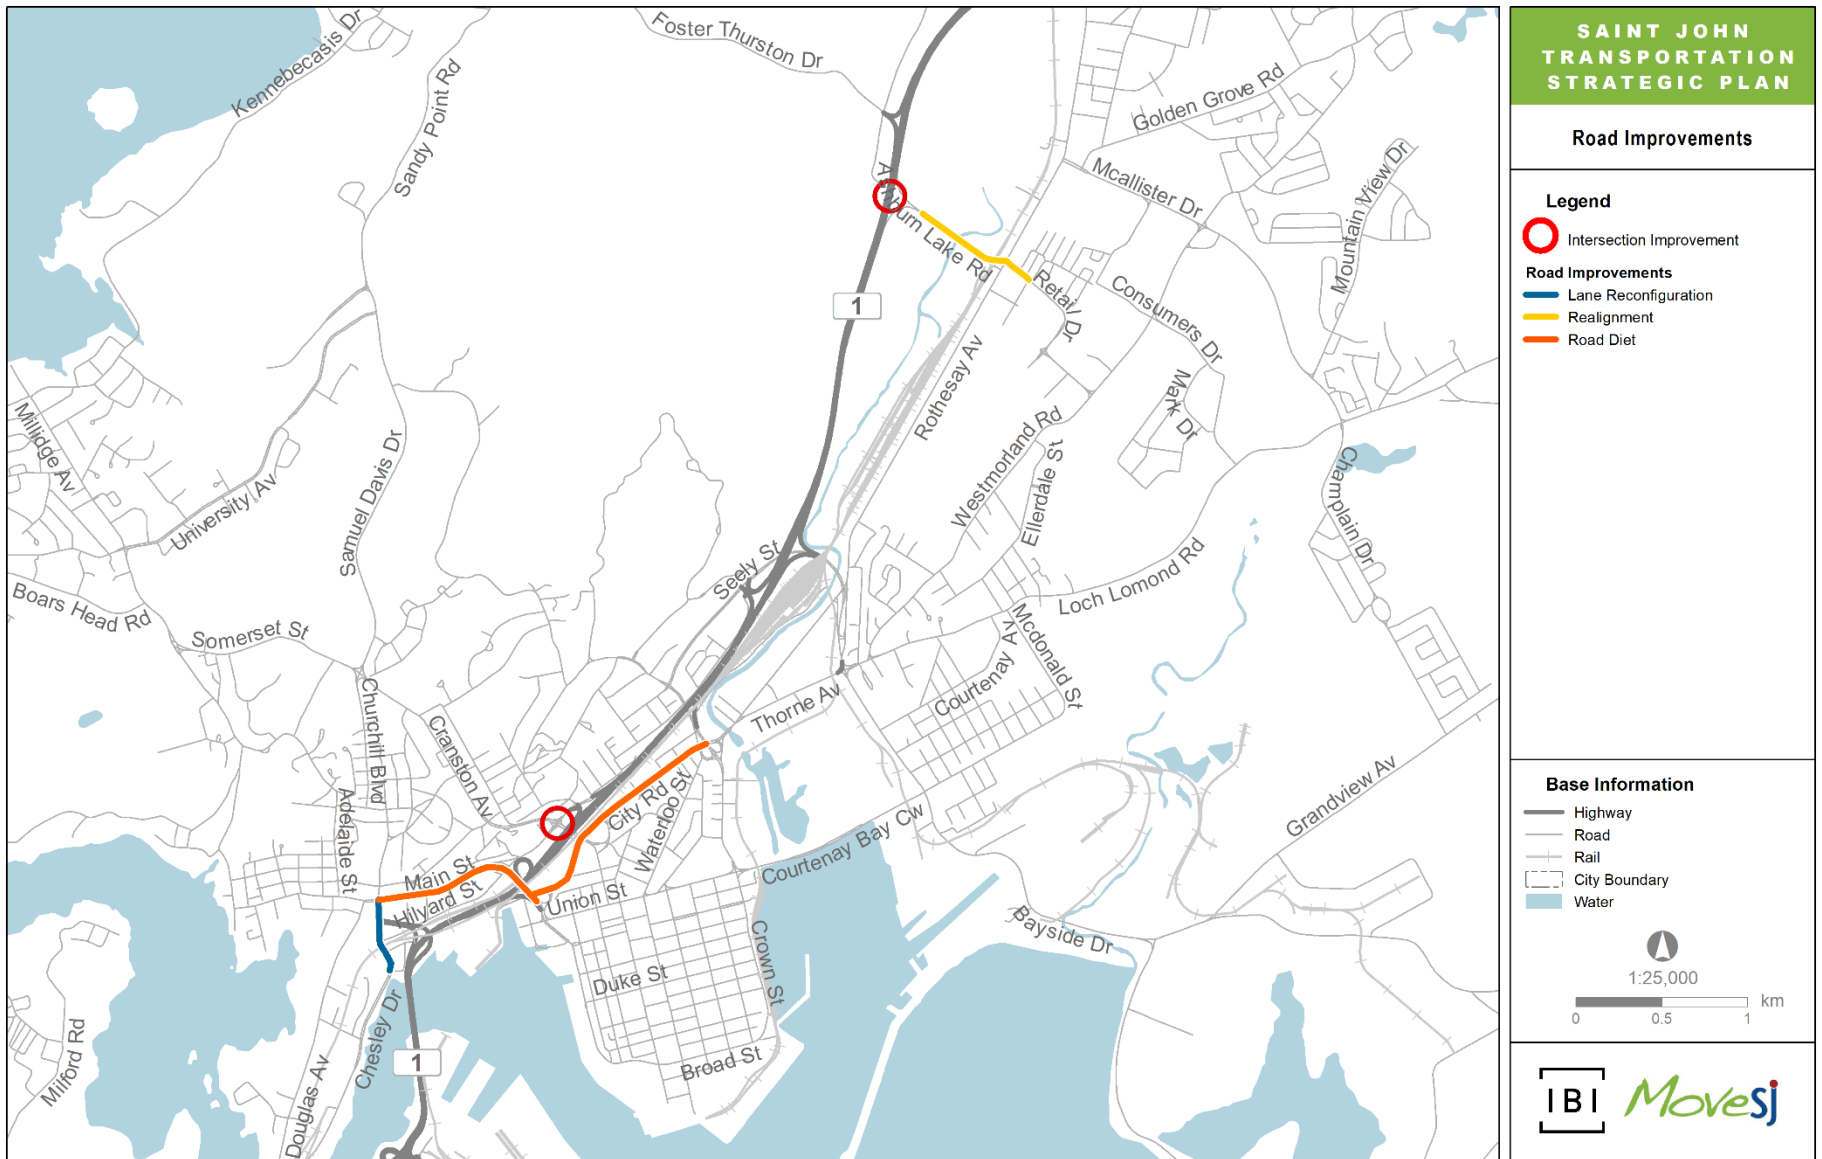 Foster Thurston Dr
Kennebecasis Dr
Sandy Point Rd
Golden Grove Rd
Mcallister Dr
Mountain View Dr
Ashburn Lake Rd
Retail Dr
Consumers Dr
1
Rothesay Av
Mark Dr
Millidge Av
University Av
Samuel Davis Dr
Westmorland Rd
Ellerdale St
Champlain Dr
Seely St
Loch Lomond Rd
Boars Head Rd
Somerset St
Mcdonald St
Courtenay Av
Thorne Av
Churchill Blvd
Cranston Av
Adelaide St
City Rd
Waterloo St
Grandview Av
Main St
Hilyard St
Union St
Courtenay Bay Cw
Bayside Dr
Crown St
Duke St
Chesley Dr
Broad St
1
Milford Rd
Douglas Av
SAINT JOHN
TRANSPORTATION
STRATEGIC PLAN
Road Improvements
Legend
Intersection Improvement
Road Improvements
Lane Reconfiguration
Realignment
Road Diet
Base Information
Highway
Road
Rail
City Boundary
Water
1:25,000
km
0 0.5 1
IBI
MoveSJ